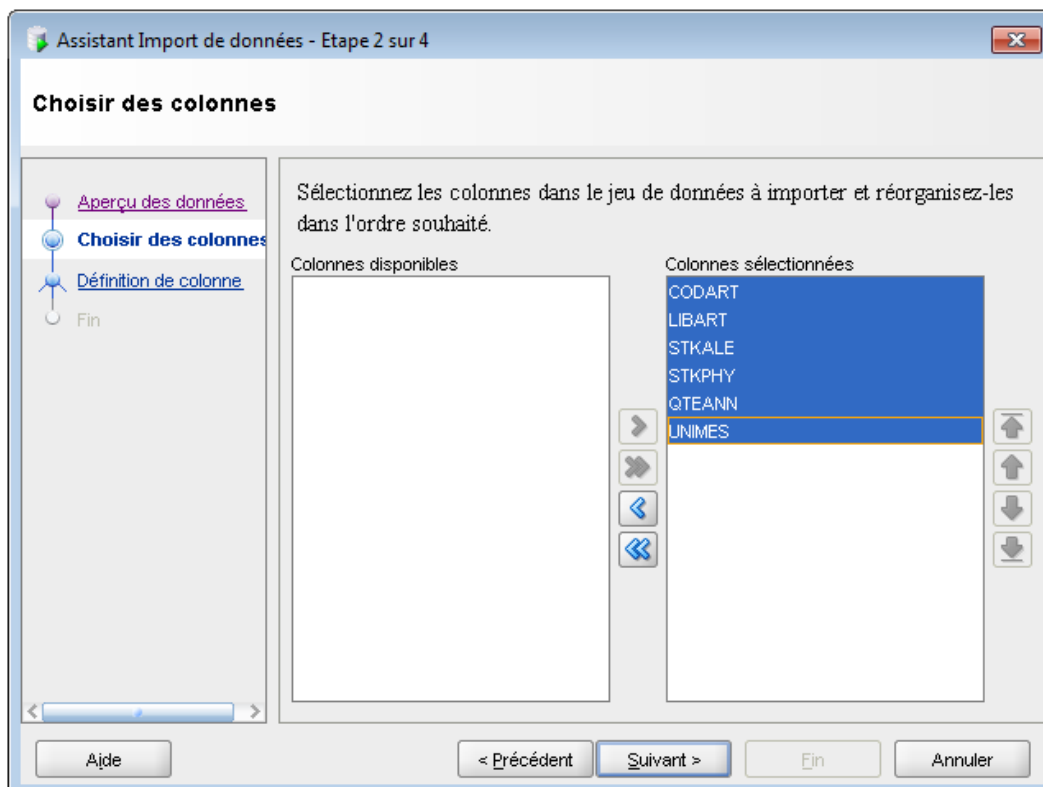 Assistant Import de données - Etape 2 sur 4
Choisir des colonnes
Aperçu des données
Choisir des colonnes
Définition de colonne
Fin
Sélectionnez les colonnes dans le jeu de données à importer et réorganisez-les
dans l'ordre souhaité.
Colonnes disponibles
Colonnes sélectionnées
CODART
LIBART
STKALE
STKPHY
QTEANN
UNIMES
Aide
< Précédent
Suivant >
Fin
Annuler